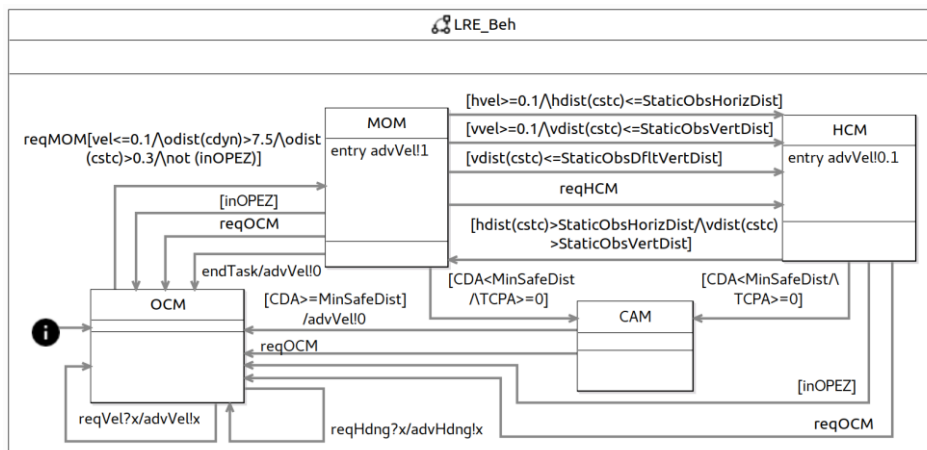 LRE_Beh
[hvel>=0.1/\hdist(cstc)<=StaticObsHorizDist]
MOM
HCM
reqMOM[vel<=0.1/\odist(cdyn)>7.5/\odist
(cstc)>0.3/\not (inOPEZ)]
[vvel>=0.1/\vdist(cstc)<=StaticObsVertDist]
entry advVel!1
entry advVel!0.1
[vdist(cstc)<=StaticObsDfltVertDist]
[inOPEZ]
reqHCM
reqOCM
[hdist(cstc)>StaticObsHorizDist/\vdist(cstc)
>StaticObsVertDist]
endTask/advVel!0
[CDA<MinSafeDist
/\TCPA>=0]
[CDA<MinSafeDist/\
TCPA>=0]
OCM
[CDA>=MinSafeDist]
/advVel!0
CAM
i
reqOCM
[inOPEZ]
reqVel?x/advVel!x
reqHdng?x/advHdng!x
reqOCM